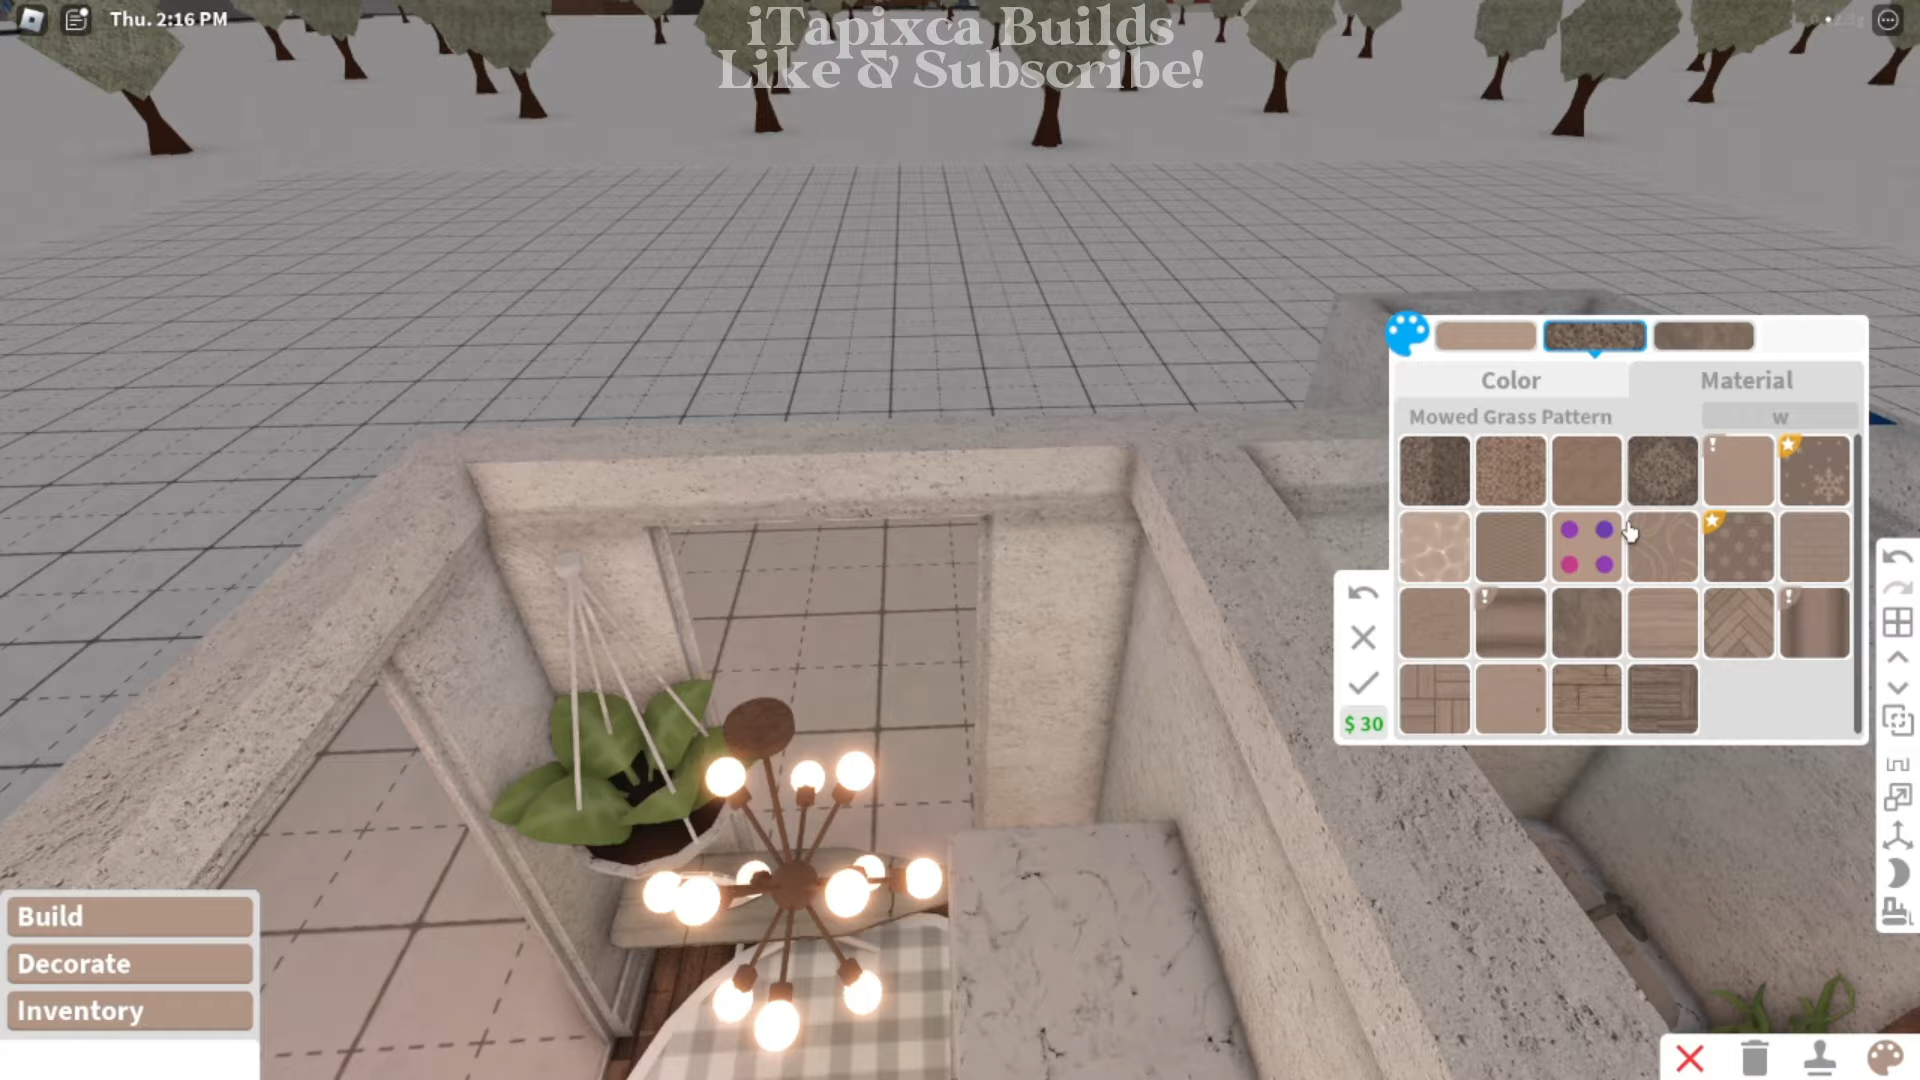 Thu. 2:16 PM
iTapixca Builds
Like & Subscribe!
Color
Material
Mowed Grass Pattern
w
$ 30
Build
Decorate
Inventory